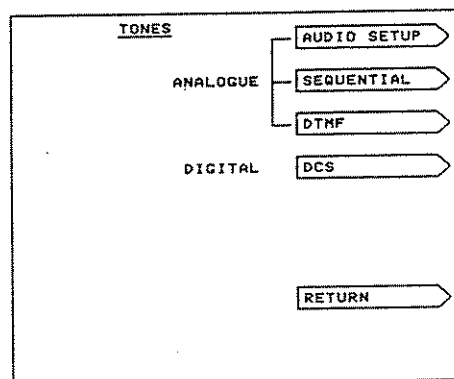 TONES
AUDIO SETUP
ANALOGUE SEQUENTIAL
DTMF
DIGITAL DCS
RETURN